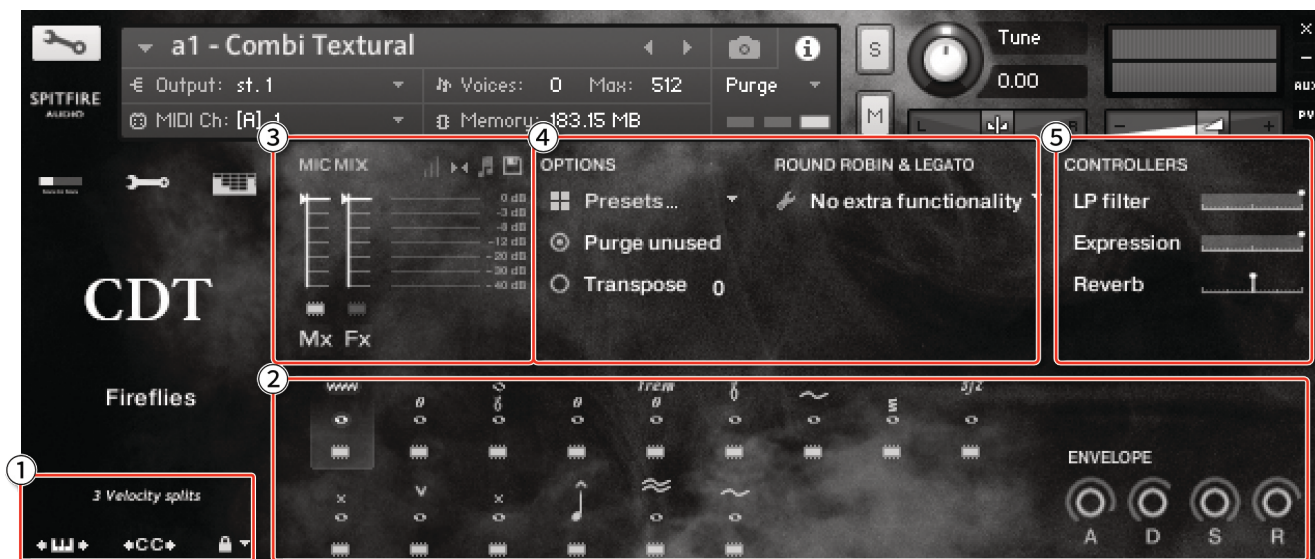 a1 - Combi Textural
S
Tune
0.00
×
-
AUX
PV
SPITFIRE
AUDIO
Output: st. 1
Voices: 0 Max: 512
Purge
MIDI Ch: [A] 1
Memory: 183.15 MB
M
L
R
-
+
3
MIC MIX
0 dB
-3 dB
-8 dB
-12 dB
-20 dB
-30 dB
-40 dB
Mx Fx
4
OPTIONS
Presets...
Purge unused
Transpose 0
ROUND ROBIN & LEGATO
No extra functionality
5
CONTROLLERS
LP filter
Expression
Reverb
CDT
Fireflies
2
Trem
sfz
ENVELOPE
A D S R
1
3 Velocity splits
CC